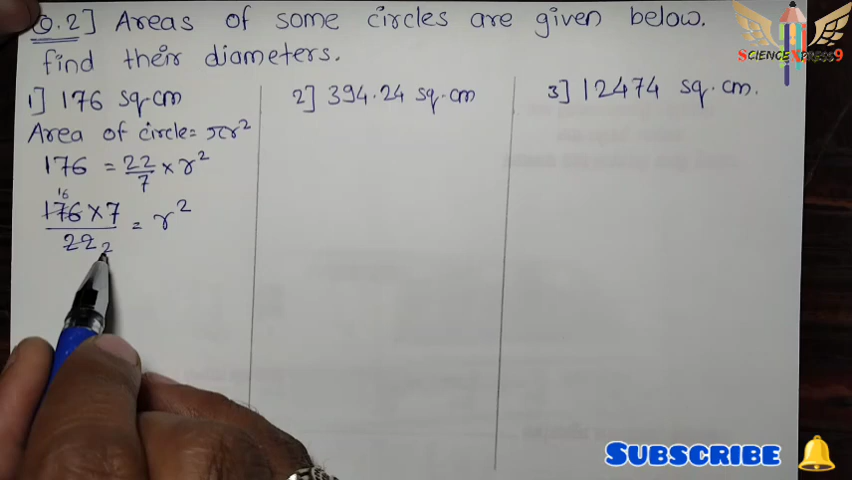 Q.2] Areas of some circles are given below.
find their diameters.
1] 176 sq.cm
Area of circle = πr²
176 = 22/7 × r²
16
176 × 7 / 22 2 = r²
2] 394.24 sq.cm
3] 12474 sq.cm.
SCIENCEXPRESS9
SUBSCRIBE